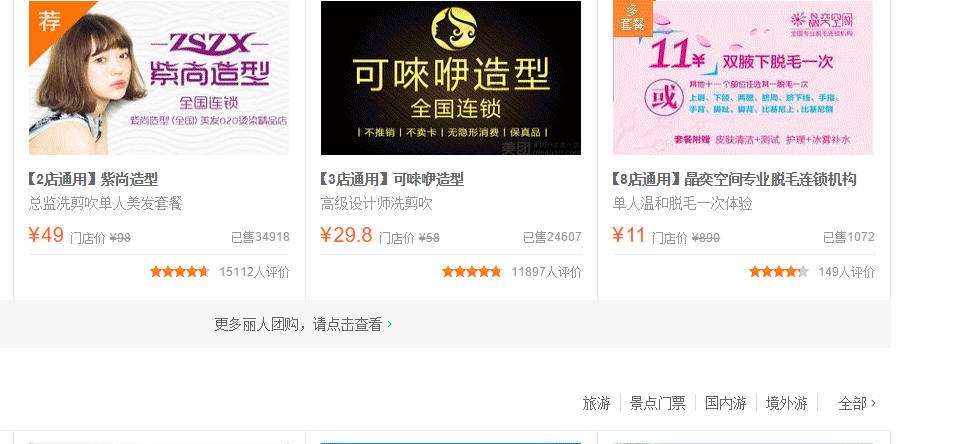 荐
ZSZX
紫尚造型
全国连锁
紫尚造型(全国)美发O2O烫染精品店
可唻咿造型
全国连锁
不推销 | 不卖卡 | 无隐形消费 | 保真品
美团
多
套餐
晶奕空间
全国专业脱毛连锁机构
11¥ 双腋下脱毛一次
或
其他十一个部位任选其一脱毛一次
上唇、下颌、两颊、脐周、脐下线、手指、
手背、脚趾、脚背、比基尼上、比基尼侧
套餐附赠 皮肤清洁+测试 护理+冰雾补水
【2店通用】紫尚造型
总监洗剪吹单人美发套餐
¥49 门店价 ¥98 已售34918
15112人评价
【3店通用】可唻咿造型
高级设计师洗剪吹
¥29.8 门店价 ¥58 已售24607
11897人评价
【8店通用】晶奕空间专业脱毛连锁机构
单人温和脱毛一次体验
¥11 门店价 ¥890 已售1072
149人评价
更多丽人团购，请点击查看 ›
旅游 | 景点门票 | 国内游 | 境外游 | 全部 ›